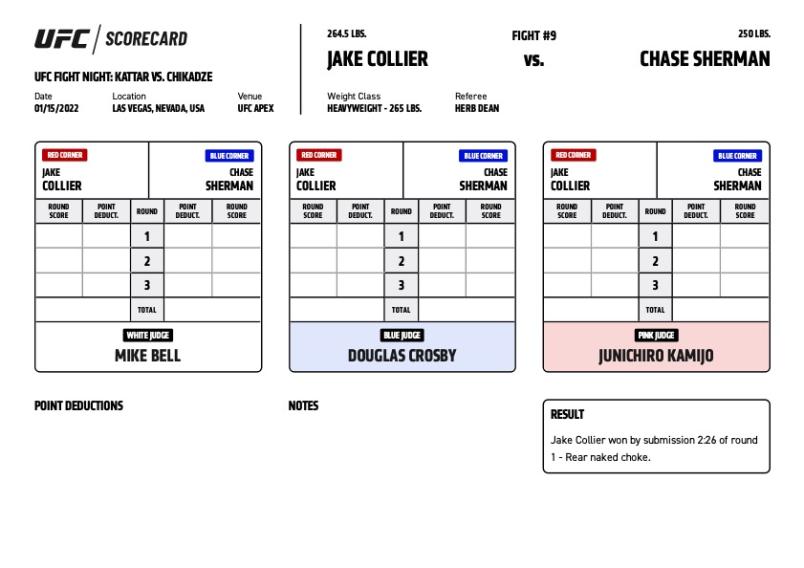 UFC SCORECARD
UFC FIGHT NIGHT: KATTAR VS. CHIKADZE
Date Location Venue
01/15/2022 LAS VEGAS, NEVADA, USA UFC APEX
264.5 LBS. FIGHT #9 250 LBS.
JAKE COLLIER VS. CHASE SHERMAN
Weight Class Referee
HEAVYWEIGHT - 265 LBS. HERB DEAN
RED CORNER BLUE CORNER
JAKE CHASE
COLLIER SHERMAN
ROUND POINT ROUND POINT ROUND
SCORE DEDUCT. DEDUCT. SCORE
1
2
3
TOTAL
WHITE JUDGE
MIKE BELL
RED CORNER BLUE CORNER
JAKE CHASE
COLLIER SHERMAN
ROUND POINT ROUND POINT ROUND
SCORE DEDUCT. DEDUCT. SCORE
1
2
3
TOTAL
BLUE JUDGE
DOUGLAS CROSBY
RED CORNER BLUE CORNER
JAKE CHASE
COLLIER SHERMAN
ROUND POINT ROUND POINT ROUND
SCORE DEDUCT. DEDUCT. SCORE
1
2
3
TOTAL
PINK JUDGE
JUNICHIRO KAMIJO
POINT DEDUCTIONS
NOTES
RESULT
Jake Collier won by submission 2:26 of round
1 - Rear naked choke.